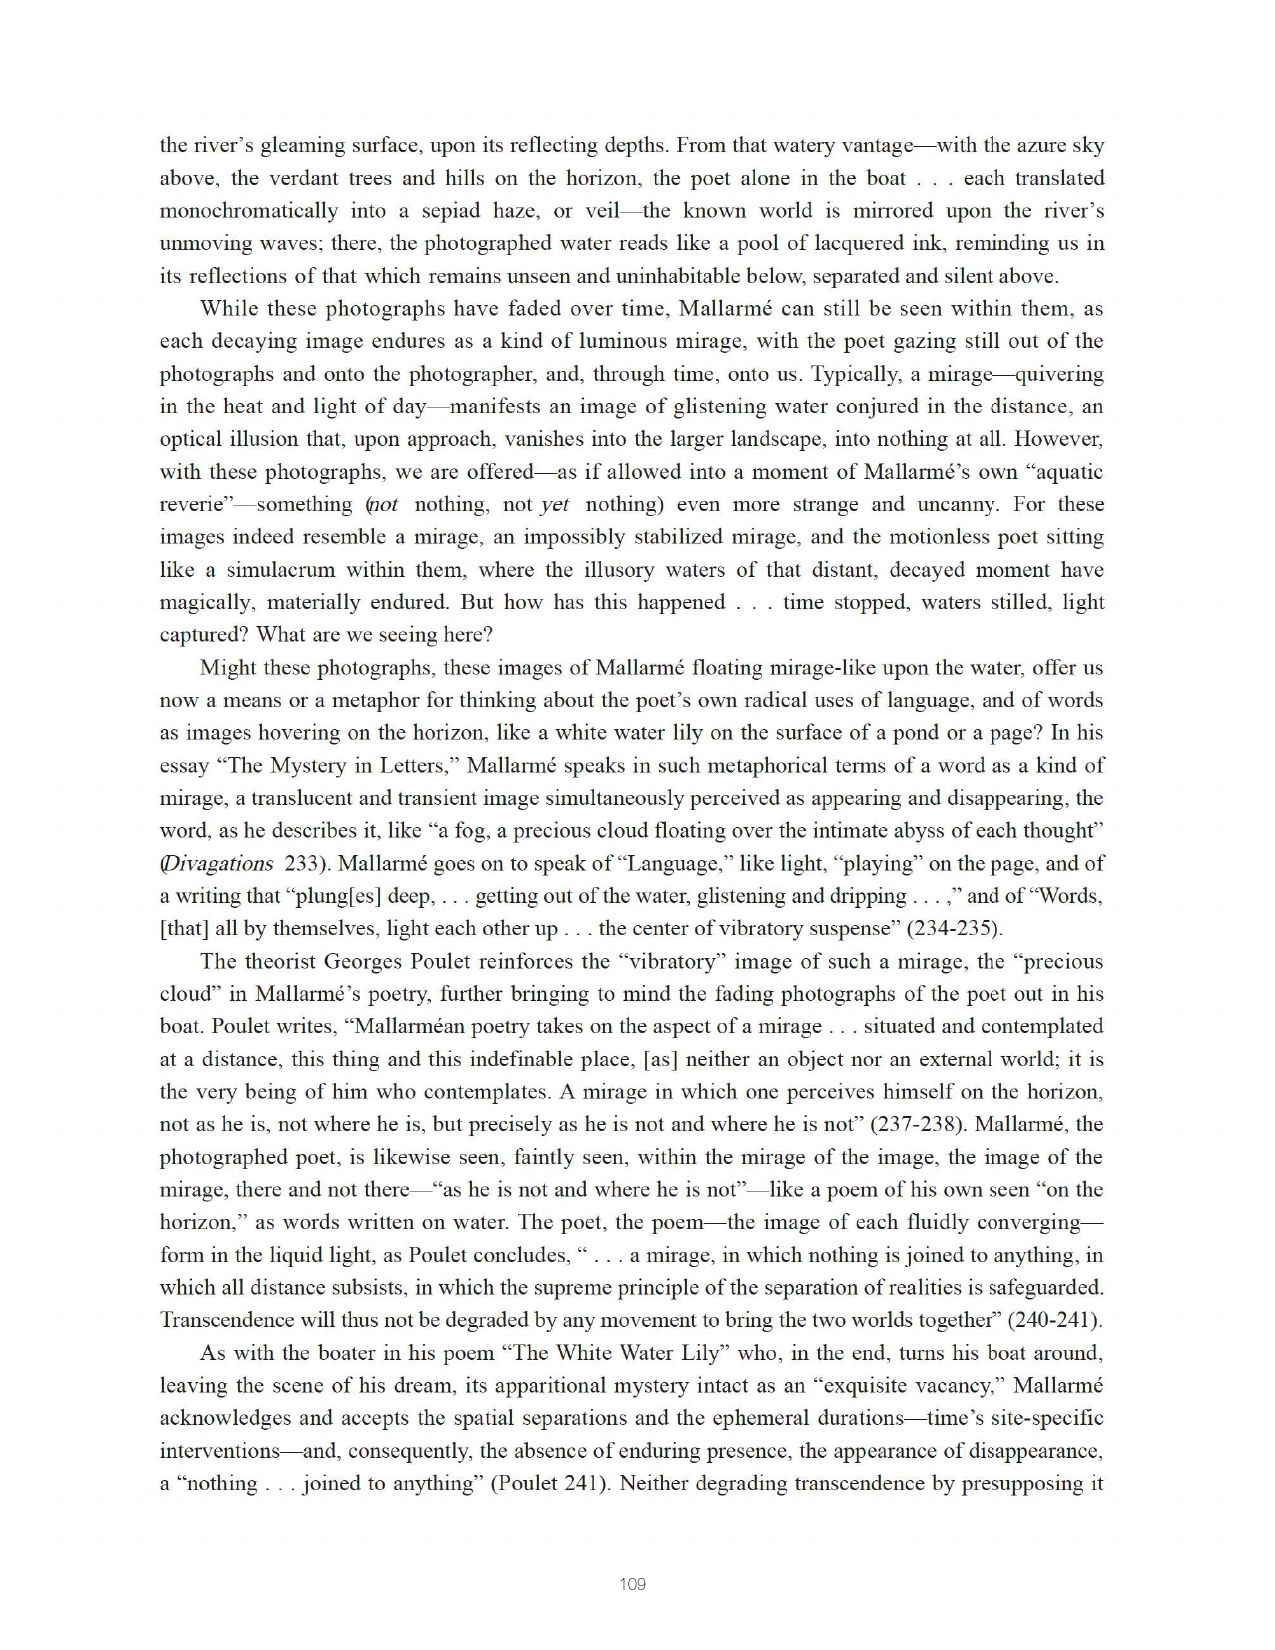 the river’s gleaming surface, upon its reflecting depths. From that watery vantage—with the azure sky
above, the verdant trees and hills on the horizon, the poet alone in the boat . . . each translated
monochromatically into a sepiad haze, or veil—the known world is mirrored upon the river’s
unmoving waves; there, the photographed water reads like a pool of lacquered ink, reminding us in
its reflections of that which remains unseen and uninhabitable below, separated and silent above.
While these photographs have faded over time, Mallarmé can still be seen within them, as
each decaying image endures as a kind of luminous mirage, with the poet gazing still out of the
photographs and onto the photographer, and, through time, onto us. Typically, a mirage—quivering
in the heat and light of day—manifests an image of glistening water conjured in the distance, an
optical illusion that, upon approach, vanishes into the larger landscape, into nothing at all. However,
with these photographs, we are offered—as if allowed into a moment of Mallarmé’s own “aquatic
reverie”—something (not nothing, not yet nothing) even more strange and uncanny. For these
images indeed resemble a mirage, an impossibly stabilized mirage, and the motionless poet sitting
like a simulacrum within them, where the illusory waters of that distant, decayed moment have
magically, materially endured. But how has this happened . . . time stopped, waters stilled, light
captured? What are we seeing here?
Might these photographs, these images of Mallarmé floating mirage-like upon the water, offer us
now a means or a metaphor for thinking about the poet’s own radical uses of language, and of words
as images hovering on the horizon, like a white water lily on the surface of a pond or a page? In his
essay “The Mystery in Letters,” Mallarmé speaks in such metaphorical terms of a word as a kind of
mirage, a translucent and transient image simultaneously perceived as appearing and disappearing, the
word, as he describes it, like “a fog, a precious cloud floating over the intimate abyss of each thought”
(Divagations 233). Mallarmé goes on to speak of “Language,” like light, “playing” on the page, and of
a writing that “plung[es] deep, . . . getting out of the water, glistening and dripping . . . ,” and of “Words,
[that] all by themselves, light each other up . . . the center of vibratory suspense” (234-235).
The theorist Georges Poulet reinforces the “vibratory” image of such a mirage, the “precious
cloud” in Mallarmé’s poetry, further bringing to mind the fading photographs of the poet out in his
boat. Poulet writes, “Mallarméan poetry takes on the aspect of a mirage . . . situated and contemplated
at a distance, this thing and this indefinable place, [as] neither an object nor an external world; it is
the very being of him who contemplates. A mirage in which one perceives himself on the horizon,
not as he is, not where he is, but precisely as he is not and where he is not” (237-238). Mallarmé, the
photographed poet, is likewise seen, faintly seen, within the mirage of the image, the image of the
mirage, there and not there—“as he is not and where he is not”—like a poem of his own seen “on the
horizon,” as words written on water. The poet, the poem—the image of each fluidly converging—
form in the liquid light, as Poulet concludes, “ . . . a mirage, in which nothing is joined to anything, in
which all distance subsists, in which the supreme principle of the separation of realities is safeguarded.
Transcendence will thus not be degraded by any movement to bring the two worlds together” (240-241).
As with the boater in his poem “The White Water Lily” who, in the end, turns his boat around,
leaving the scene of his dream, its apparitional mystery intact as an “exquisite vacancy,” Mallarmé
acknowledges and accepts the spatial separations and the ephemeral durations—time’s site-specific
interventions—and, consequently, the absence of enduring presence, the appearance of disappearance,
a “nothing . . . joined to anything” (Poulet 241). Neither degrading transcendence by presupposing it
109